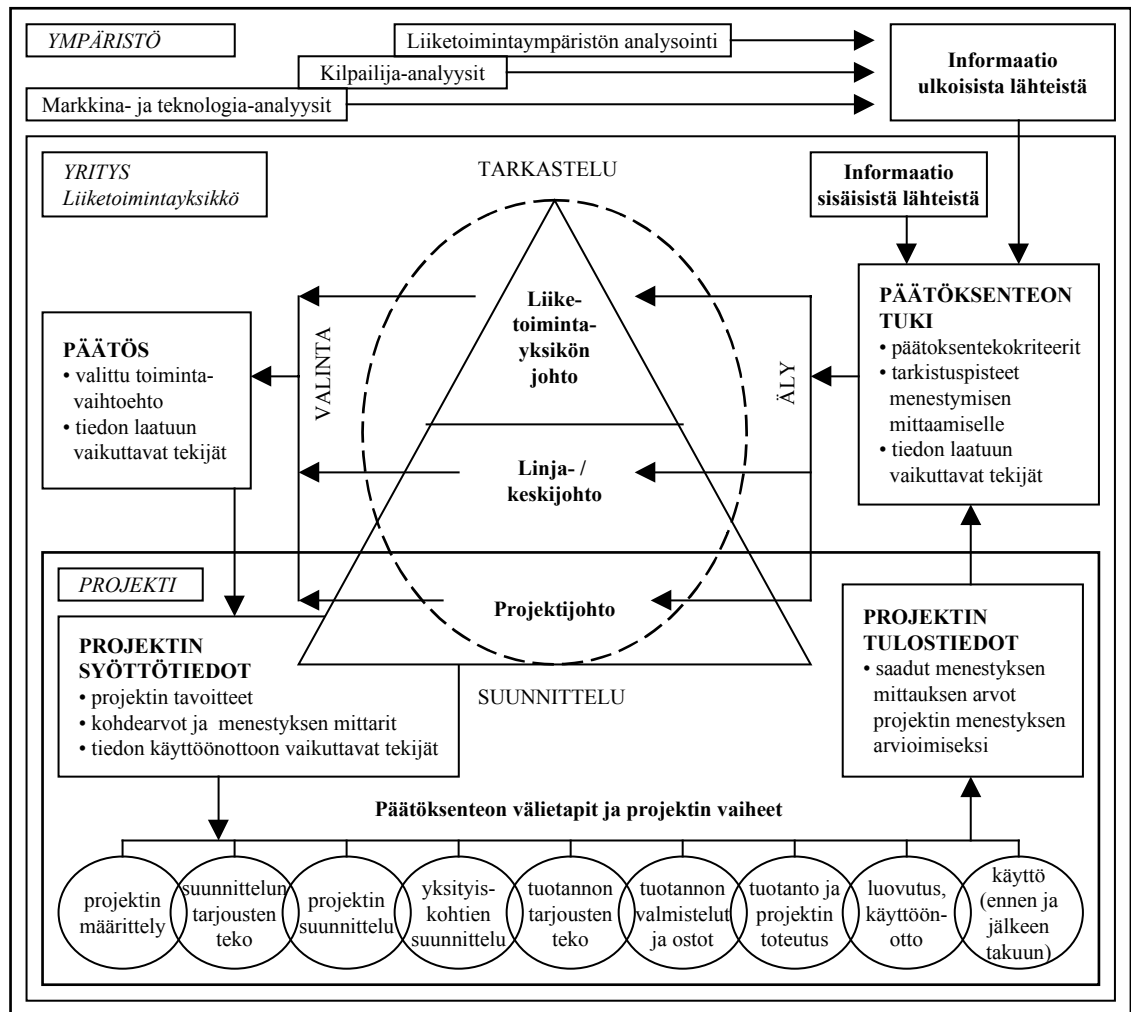 YMPÄRISTÖ
Liiketoimintaympäristön analysointi
Kilpailija-analyysit
Markkina- ja teknologia-analyysit
Informaatio
ulkoisista lähteistä
YRITYS
Liiketoimintayksikkö
TARKASTELU
Informaatio
sisäisistä lähteistä
PÄÄTÖS
• valittu toiminta-
vaihtoehto
• tiedon laatuun
vaikuttavat tekijät
VALINTA
Liike-
toiminta-
yksikön
johto
Linja- /
keskijohto
Projektijohto
ÄLY
PÄÄTÖKSENTEON
TUKI
• päätoksentekokriteerit
• tarkistuspisteet
menestymisen
mittaamiselle
• tiedon laatuun
vaikuttavat tekijät
PROJEKTI
PROJEKTIN
SYÖTTÖTIEDOT
• projektin tavoitteet
• kohdearvot ja menestyksen mittarit
• tiedon käyttöönottoon vaikuttavat tekijät
SUUNNITTELU
PROJEKTIN
TULOSTIEDOT
• saadut menestyksen
mittauksen arvot
projektin menestyksen
arvioimiseksi
Päätöksenteon välietapit ja projektin vaiheet
projektin
määrittely
suunnittelun
tarjousten
teko
projektin
suunnittelu
yksityis-
kohtien
suunnittelu
tuotannon
tarjousten
teko
tuotannon
valmistelut
ja ostot
tuotanto ja
projektin
toteutus
luovutus,
käyttöön-
otto
käyttö
(ennen ja
jälkeen
takuun)